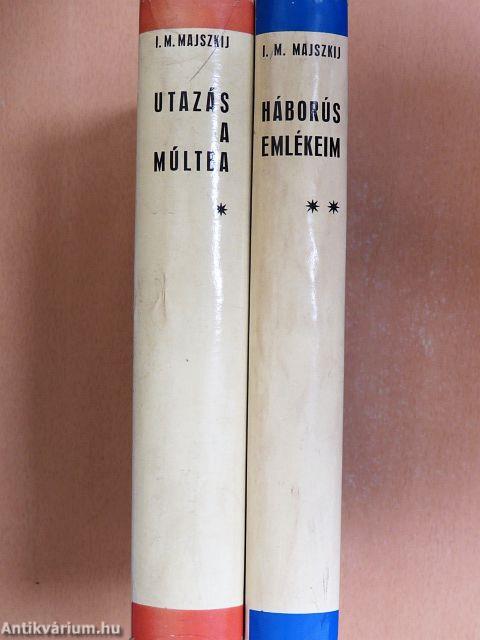 I. M. MAJSZKIJ
UTAZÁS
A
MÚLTBA
*
I. M. MAJSZKIJ
HÁBORÚS
EMLÉKEIM
**
Antikvárium.hu